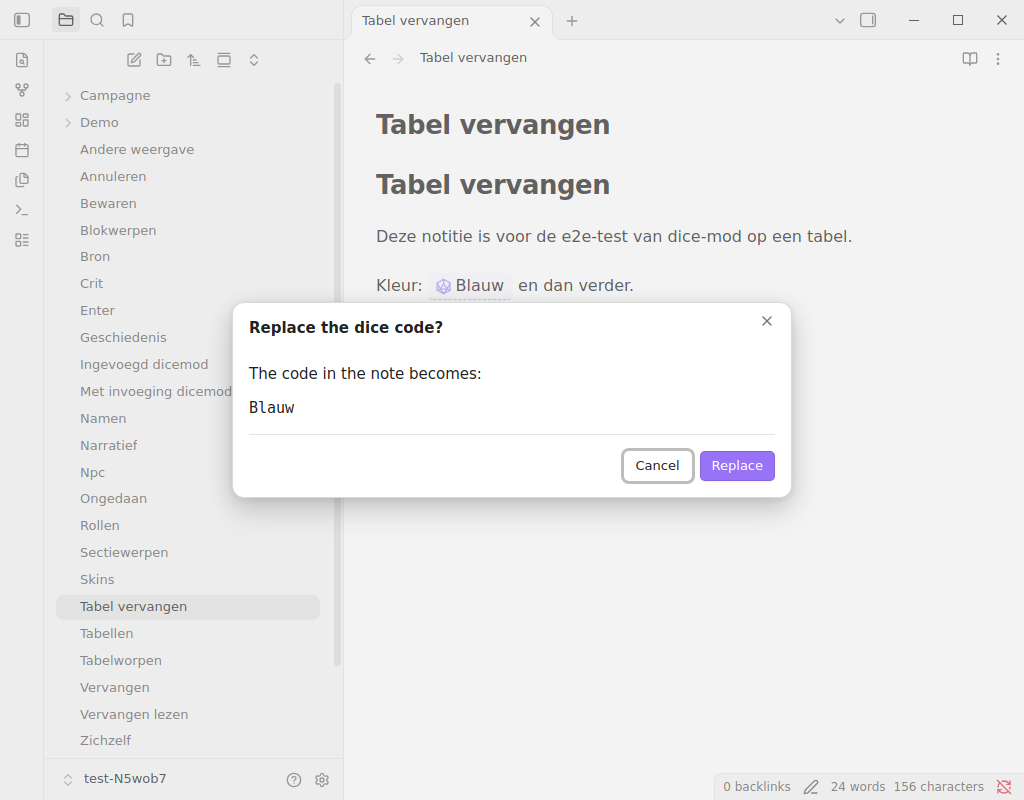 Tabel vervangen
Tabel vervangen
Campagne
Demo
Andere weergave
Annuleren
Bewaren
Blokwerpen
Bron
Crit
Enter
Geschiedenis
Ingevoegd dicemod
Met invoeging dicemod
Namen
Narratief
Npc
Ongedaan
Rollen
Sectiewerpen
Skins
Tabel vervangen
Tabellen
Tabelworpen
Vervangen
Vervangen lezen
Zichzelf
test-N5wob7
Tabel vervangen
Tabel vervangen
Deze notitie is voor de e2e-test van dice-mod op een tabel.
Kleur: Blauw en dan verder.
Replace the dice code?
The code in the note becomes:
Blauw
Cancel Replace
0 backlinks 24 words 156 characters